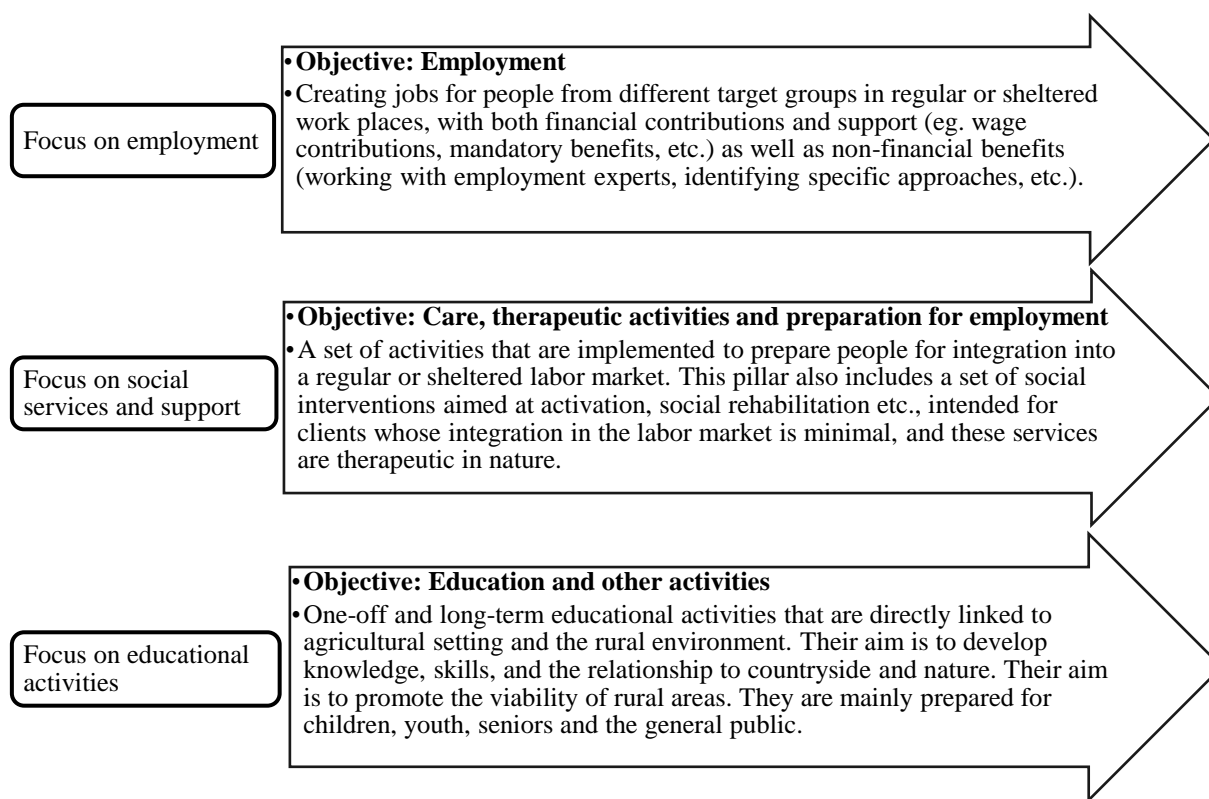 Focus on employment
•Objective: Employment
•Creating jobs for people from different target groups in regular or sheltered
work places, with both financial contributions and support (eg. wage
contributions, mandatory benefits, etc.) as well as non-financial benefits
(working with employment experts, identifying specific approaches, etc.).
Focus on social
services and support
•Objective: Care, therapeutic activities and preparation for employment
•A set of activities that are implemented to prepare people for integration into
a regular or sheltered labor market. This pillar also includes a set of social
interventions aimed at activation, social rehabilitation etc., intended for
clients whose integration in the labor market is minimal, and these services
are therapeutic in nature.
Focus on educational
activities
•Objective: Education and other activities
•One-off and long-term educational activities that are directly linked to
agricultural setting and the rural environment. Their aim is to develop
knowledge, skills, and the relationship to countryside and nature. Their aim
is to promote the viability of rural areas. They are mainly prepared for
children, youth, seniors and the general public.